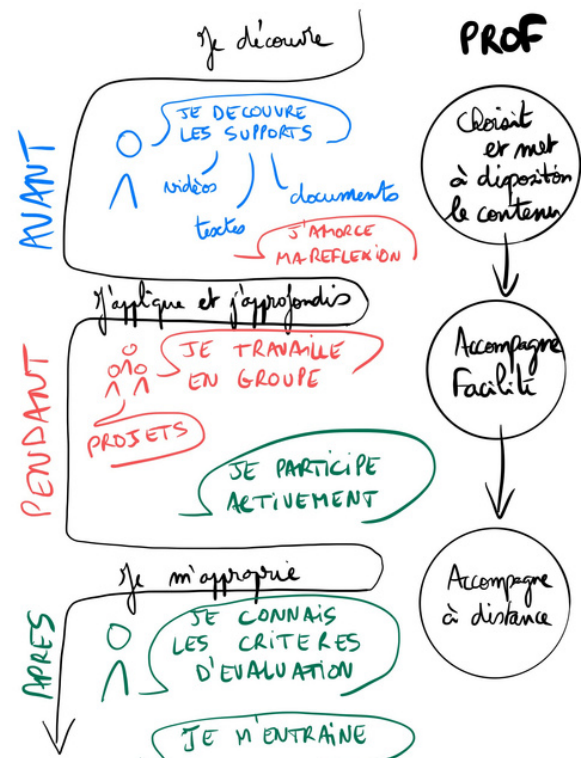 Je découvre
PROF
AVANT
JE DECOUVRE
LES SUPPORTS
vidéos
textes
documents
J'AMORCE
MA REFLEXION
Choisit
et met
à disposition
le contenu
J'applique et j'approfondis
PENDANT
JE TRAVAILLE
EN GROUPE
PROJETS
JE PARTICIPE
ACTIVEMENT
Accompagne
Facilite
Je m'approprie
APRES
JE CONNAIS
LES CRITERES
D'EVALUATION
JE M'ENTRAINE
Accompagne
à distance